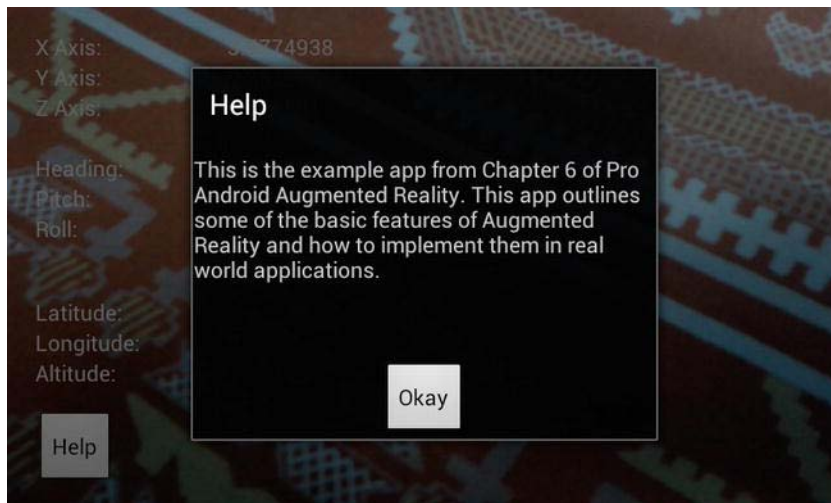 X Axis:
Y Axis:
Z Axis:
Heading:
Pitch:
Roll:
Latitude:
Longitude:
Altitude:
Help
Help
This is the example app from Chapter 6 of Pro
Android Augmented Reality. This app outlines
some of the basic features of Augmented
Reality and how to implement them in real
world applications.
Okay